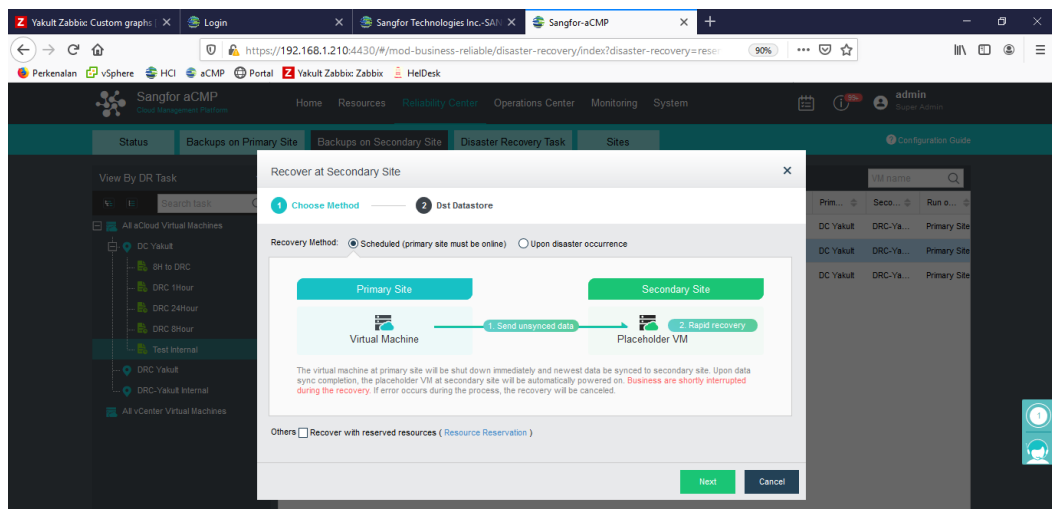 Yakult Zabbix: Custom graphs
Login
Sangfor Technologies Inc.-SAN
Sangfor-aCMP
https://192.168.1.210:4430/#/mod-business-reliable/disaster-recovery/index?disaster-recovery=reser
90%
Perkenalan vSphere HCI aCMP Portal Yakult Zabbix: Zabbix HelDesk
Sangfor aCMP
Cloud Management Platform
Home Resources Reliability Center Operations Center Monitoring System
99+
admin
Super Admin
Status Backups on Primary Site Backups on Secondary Site Disaster Recovery Task Sites
Configuration Guide
View By DR Task
VM name
Search task
Prim... Seco... Run o...
All aCloud Virtual Machines
DC Yakult
8H to DRC
DRC 1Hour
DRC 24Hour
DRC 8Hour
Test Internal
DRC Yakult
DRC-Yakult Internal
All vCenter Virtual Machines
DC Yakult DRC-Ya... Primary Site
DC Yakult DRC-Ya... Primary Site
DC Yakult DRC-Ya... Primary Site
Recover at Secondary Site
1 Choose Method
2 Dst Datastore
Recovery Method: Scheduled (primary site must be online) Upon disaster occurrence
Primary Site
Secondary Site
1. Send unsynced data
2. Rapid recovery
Virtual Machine
Placeholder VM
The virtual machine at primary site will be shut down immediately and newest data be synced to secondary site. Upon data
sync completion, the placeholder VM at secondary site will be automatically powered on. Business are shortly interrupted
during the recovery. If error occurs during the process, the recovery will be canceled.
Others Recover with reserved resources ( Resource Reservation )
Next
Cancel
1